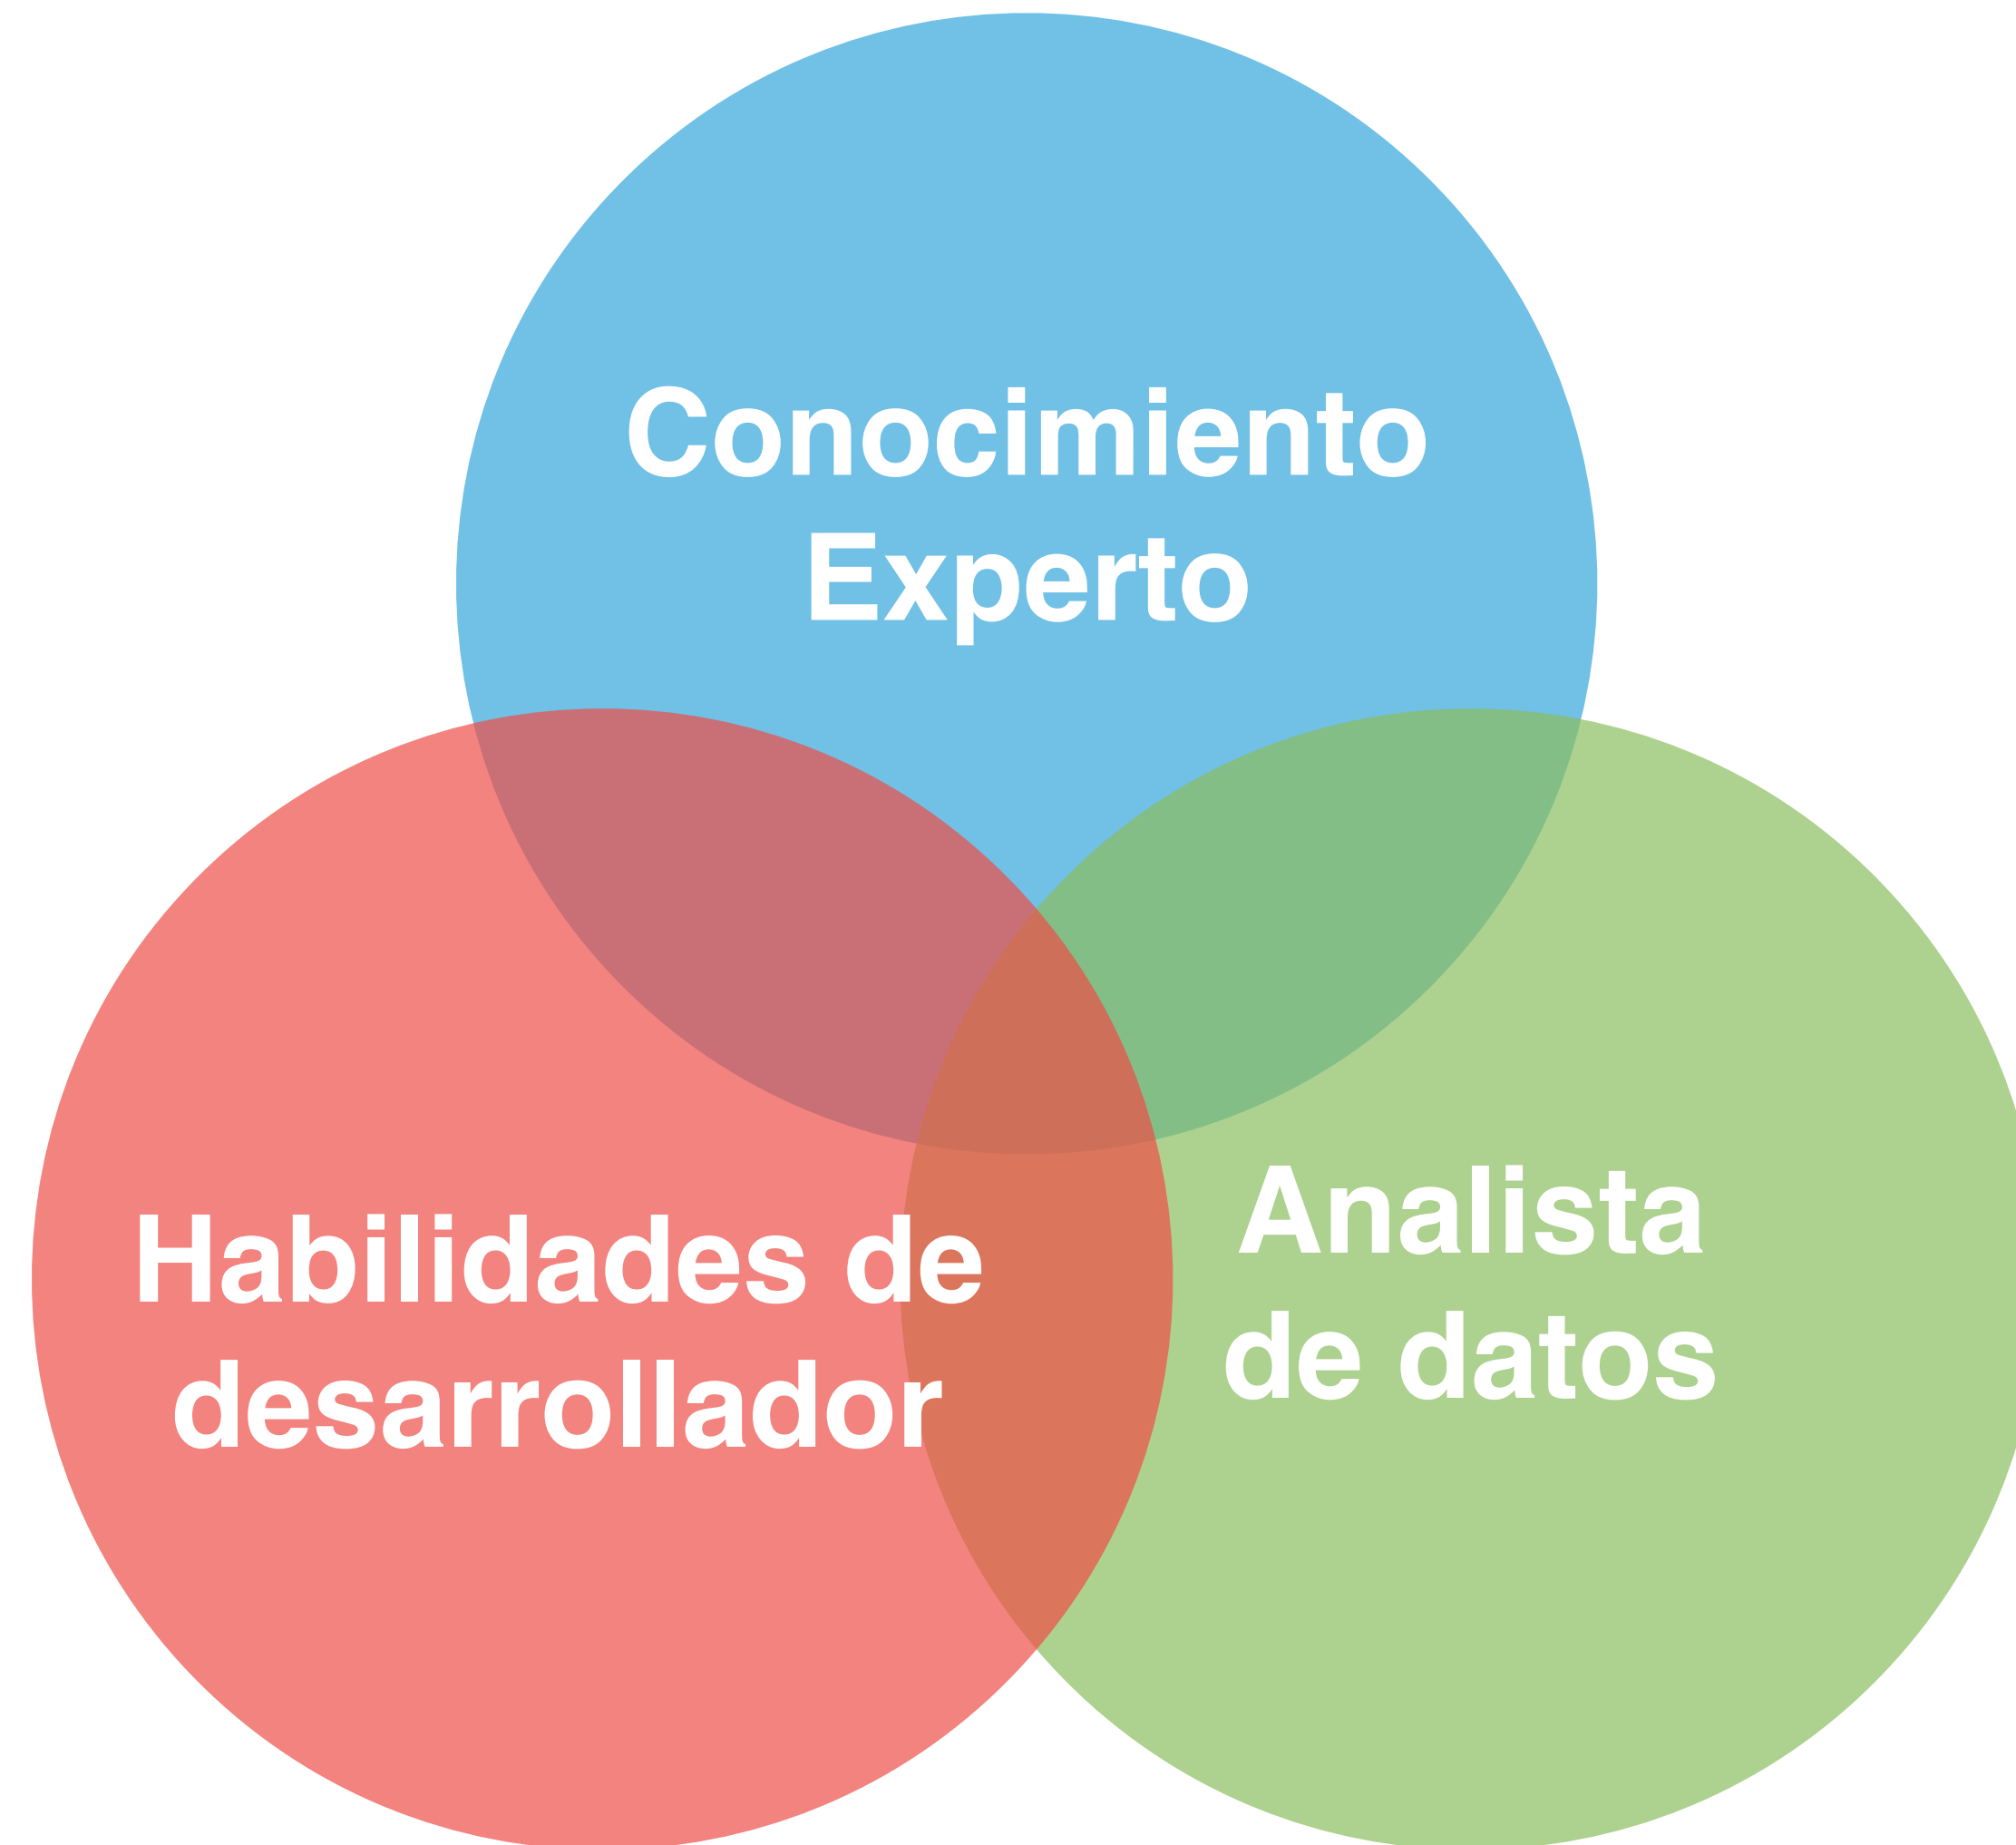 Conocimiento
Experto
Habilidades de
desarrollador
Analista
de datos